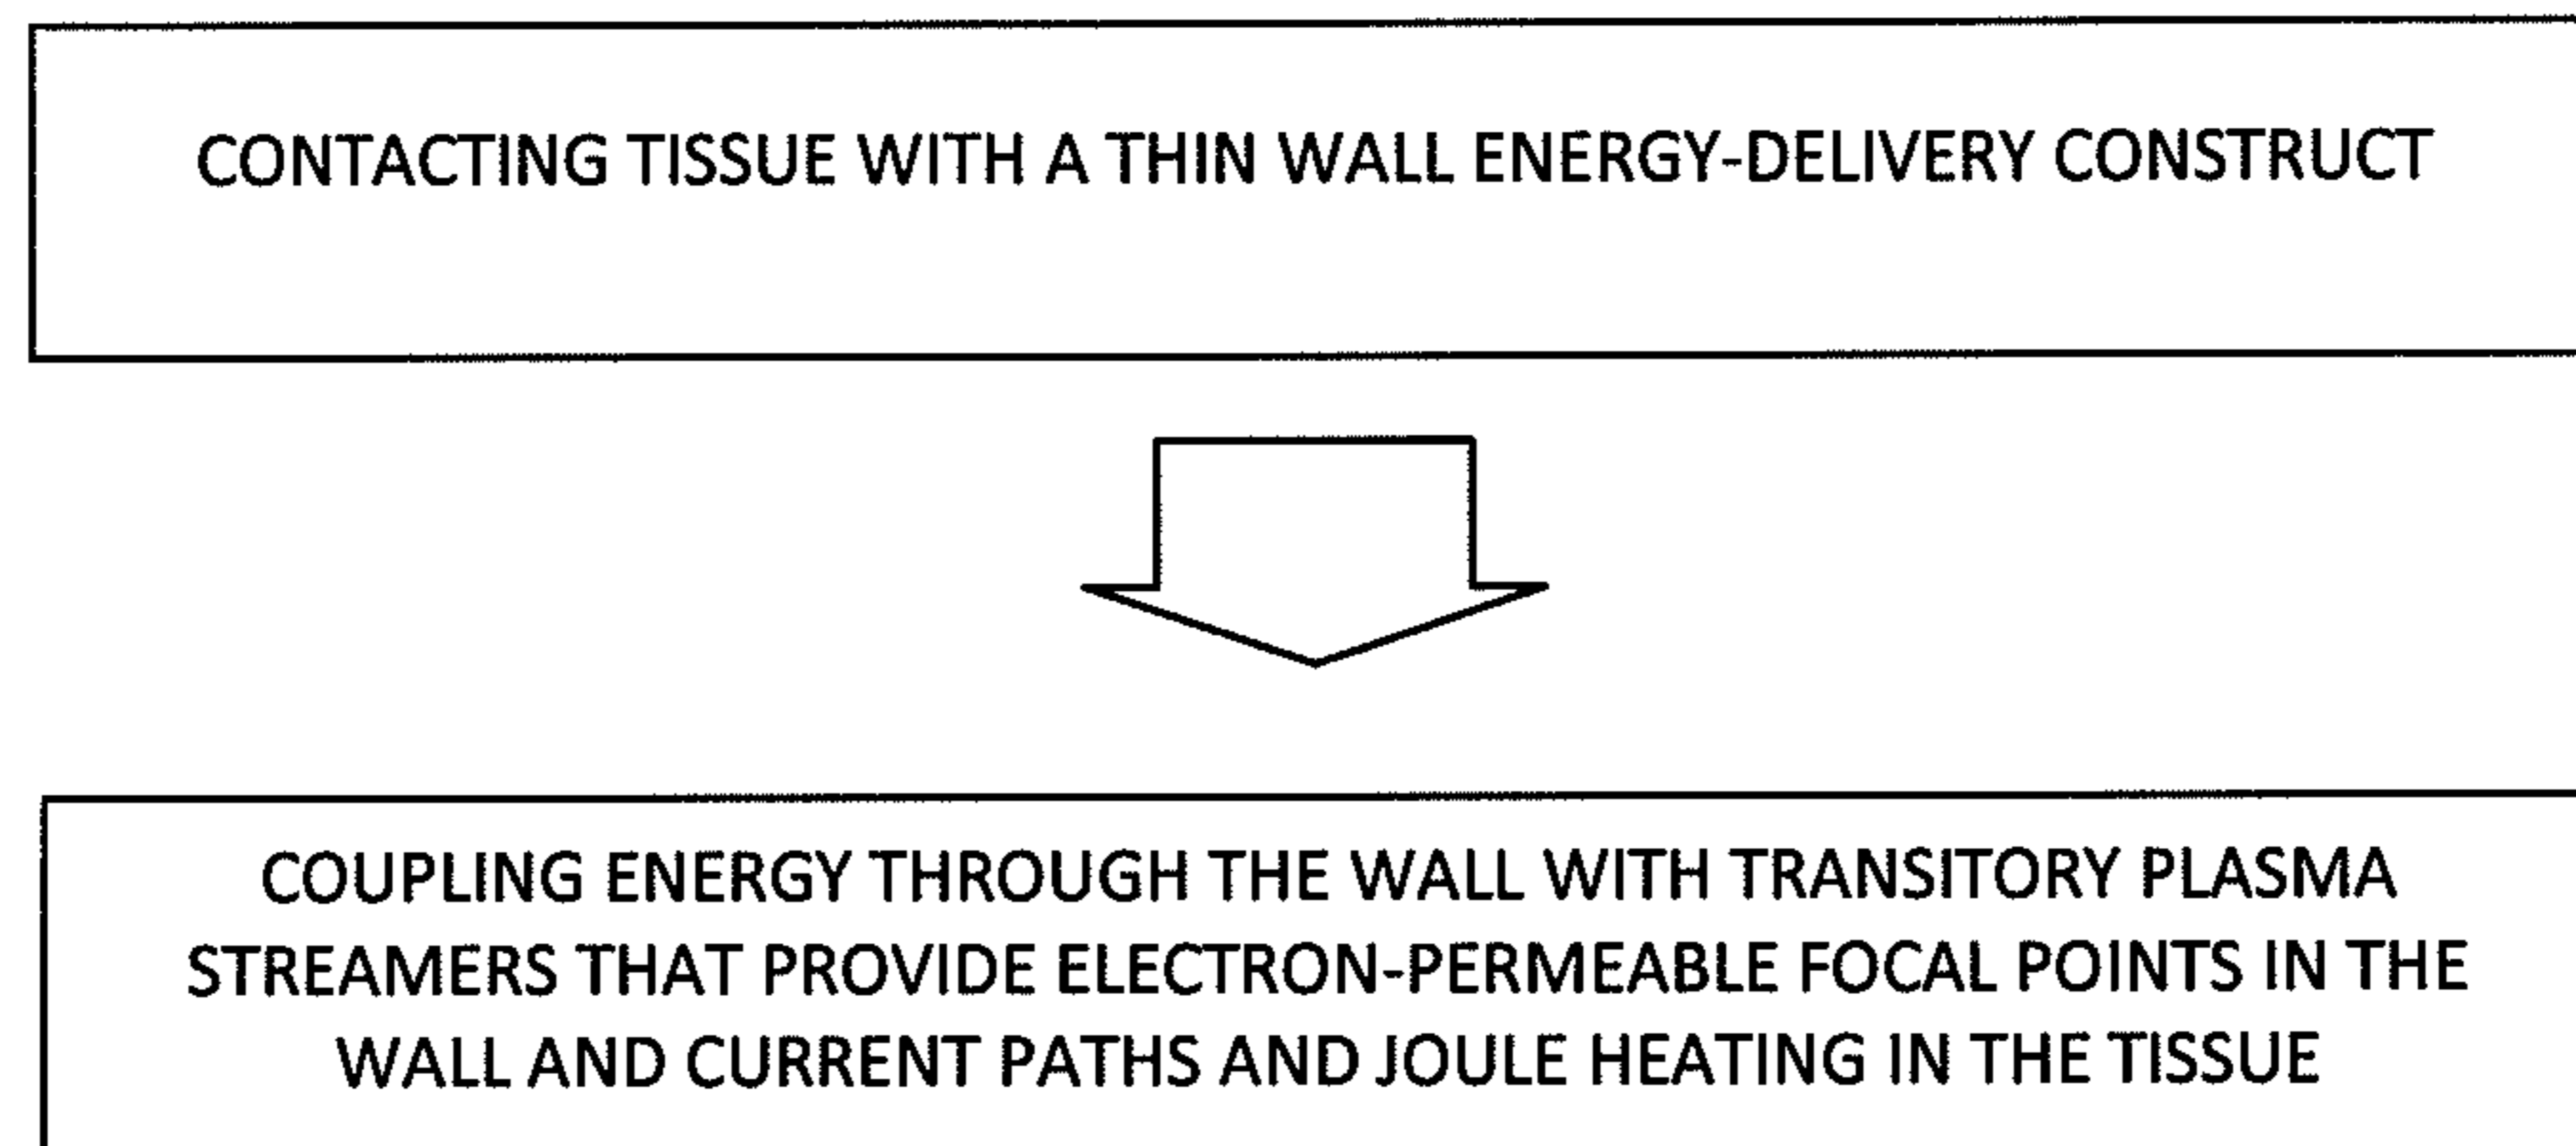 CONTACTING TISSUE WITH A THIN WALL ENERGY-DELIVERY CONSTRUCT
COUPLING ENERGY THROUGH THE WALL WITH TRANSITORY PLASMA
STREAMERS THAT PROVIDE ELECTRON-PERMEABLE FOCAL POINTS IN THE
WALL AND CURRENT PATHS AND JOULE HEATING IN THE TISSUE